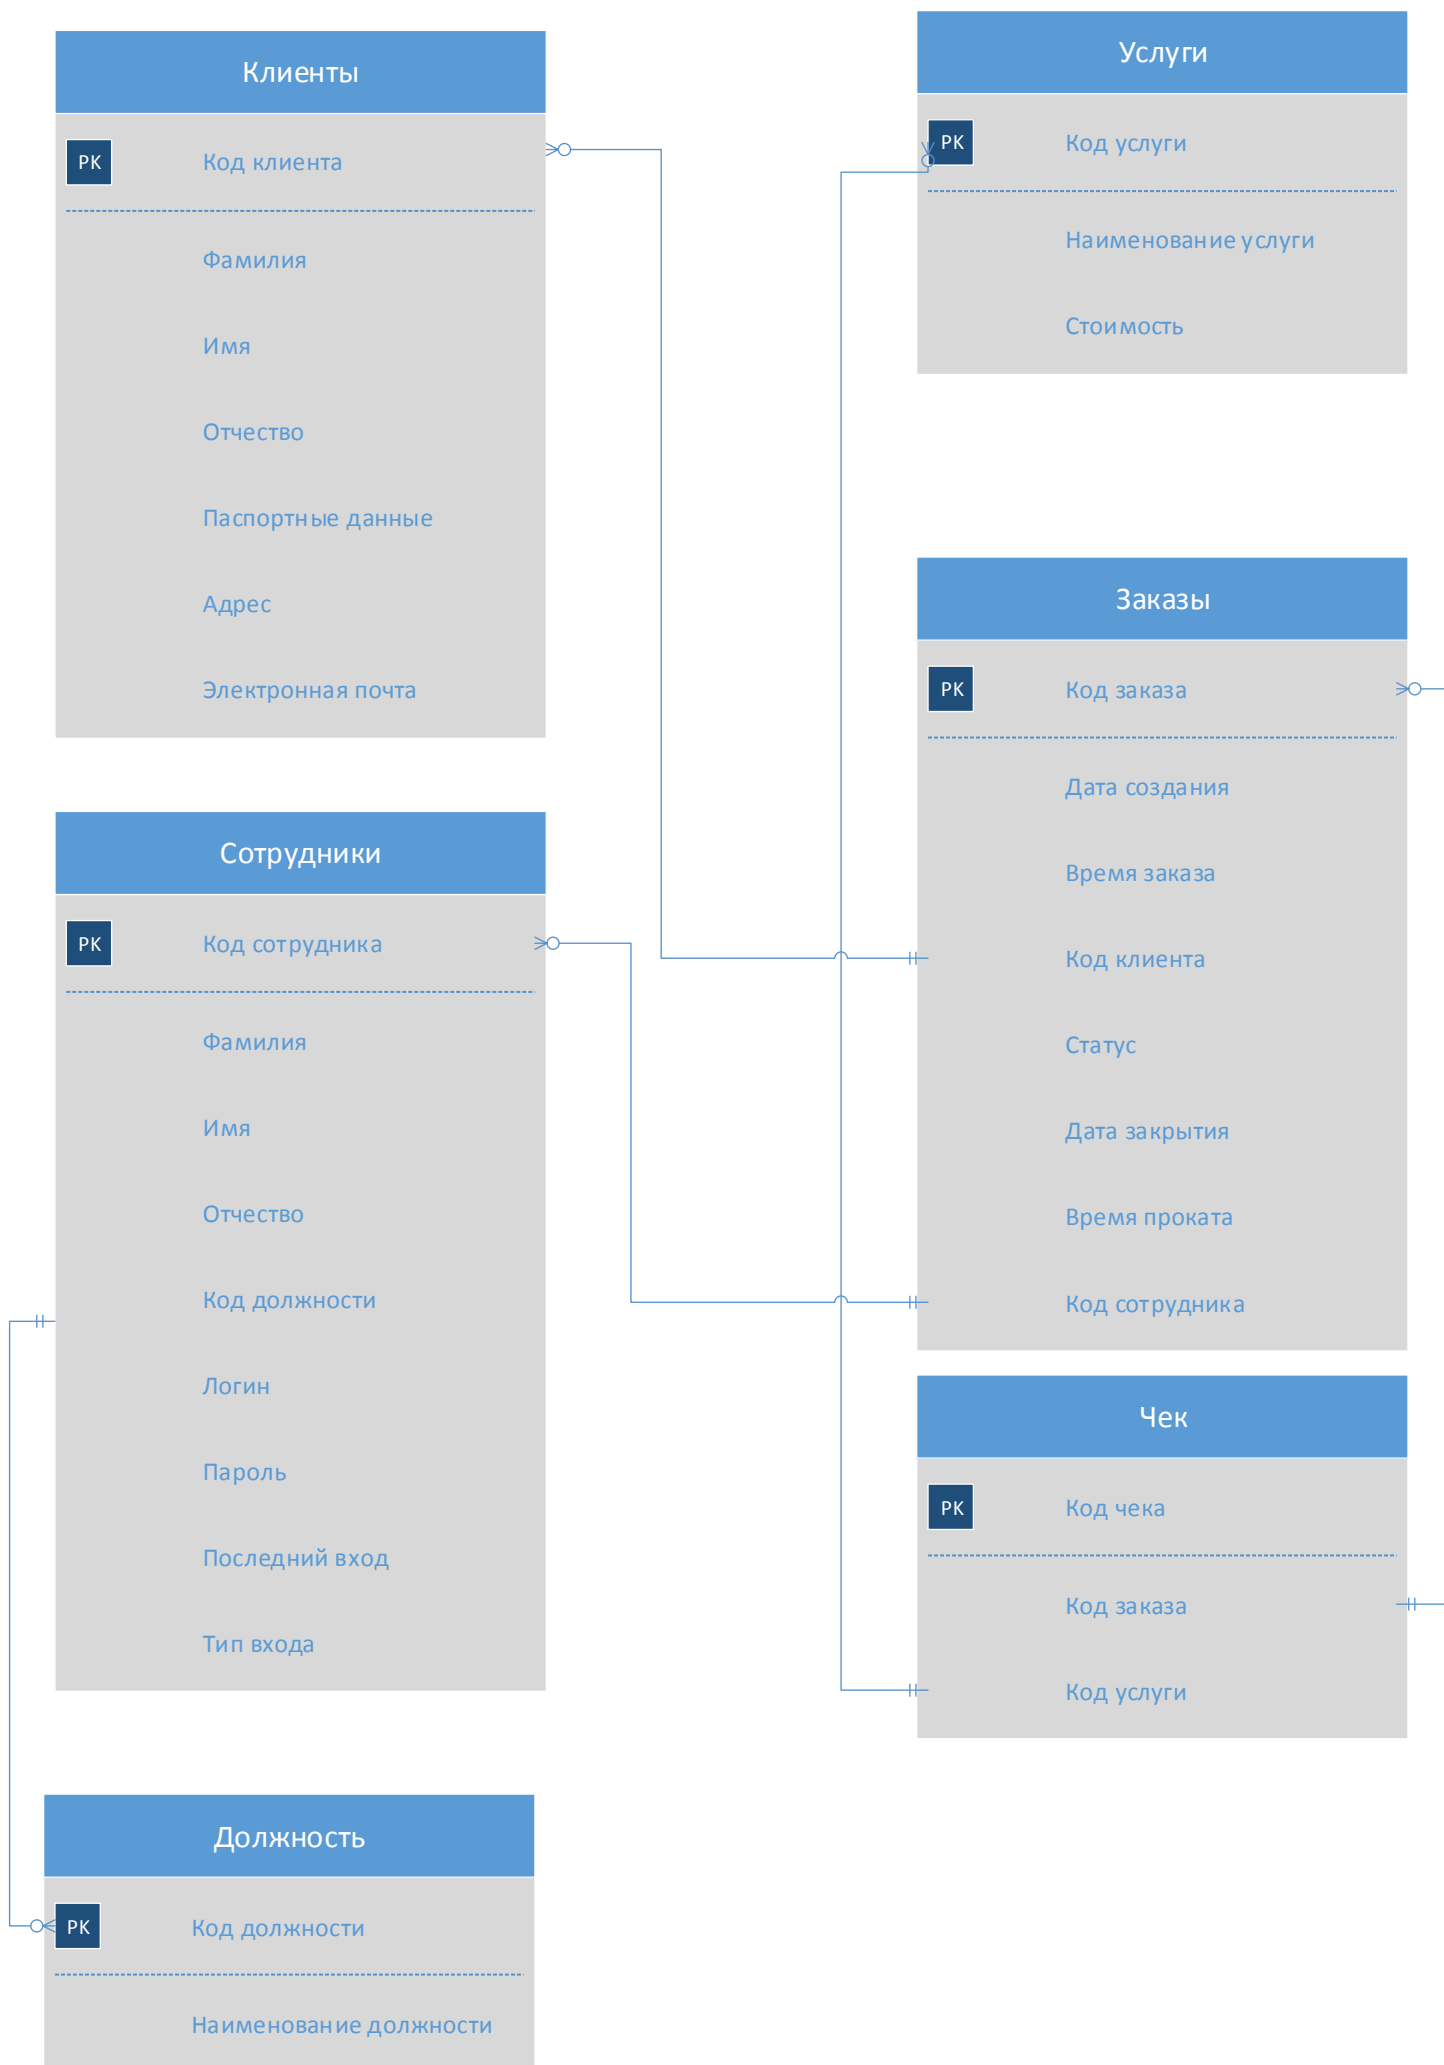 Клиенты
PK
Код клиента
Фамилия
Имя
Отчество
Паспортные данные
Адрес
Электронная почта
Сотрудники
PK
Код сотрудника
Фамилия
Имя
Отчество
Код должности
Логин
Пароль
Последний вход
Тип входа
Должность
PK
Код должности
Наименование должности
Услуги
PK
Код услуги
Наименование услуги
Стоимость
Заказы
PK
Код заказа
Дата создания
Время заказа
Код клиента
Статус
Дата закрытия
Время проката
Код сотрудника
Чек
PK
Код чека
Код заказа
Код услуги